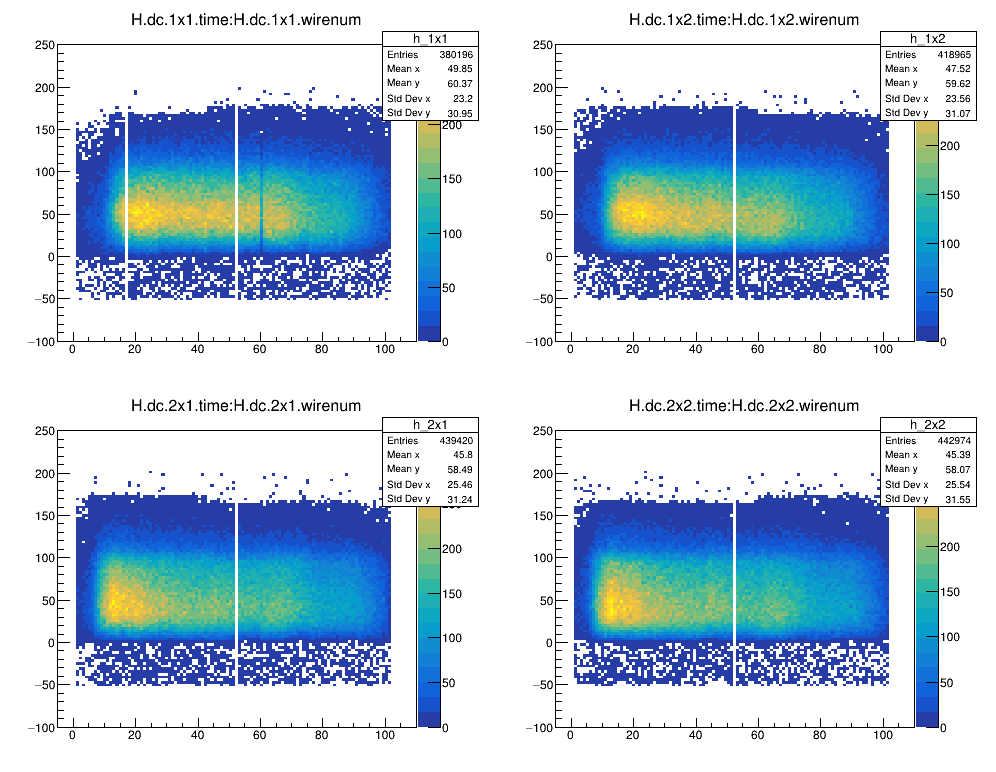 H.dc.1x1.time:H.dc.1x1.wirenum
h_1x1
Entries 380196
Mean x 49.85
Mean y 60.37
Std Dev x 23.2
Std Dev y 30.95
250
200
150
100
50
0
−50
−100
0 20 40 60 80 100
200
150
100
50
0
H.dc.1x2.time:H.dc.1x2.wirenum
h_1x2
Entries 418965
Mean x 47.52
Mean y 59.62
Std Dev x 23.56
Std Dev y 31.07
250
200
150
100
50
0
−50
−100
0 20 40 60 80 100
200
150
100
50
0
H.dc.2x1.time:H.dc.2x1.wirenum
h_2x1
Entries 439420
Mean x 45.8
Mean y 58.49
Std Dev x 25.46
Std Dev y 31.24
250
200
150
100
50
0
−50
−100
0 20 40 60 80 100
200
150
100
50
0
H.dc.2x2.time:H.dc.2x2.wirenum
h_2x2
Entries 442974
Mean x 45.39
Mean y 58.07
Std Dev x 25.54
Std Dev y 31.55
250
200
150
100
50
0
−50
−100
0 20 40 60 80 100
200
150
100
50
0